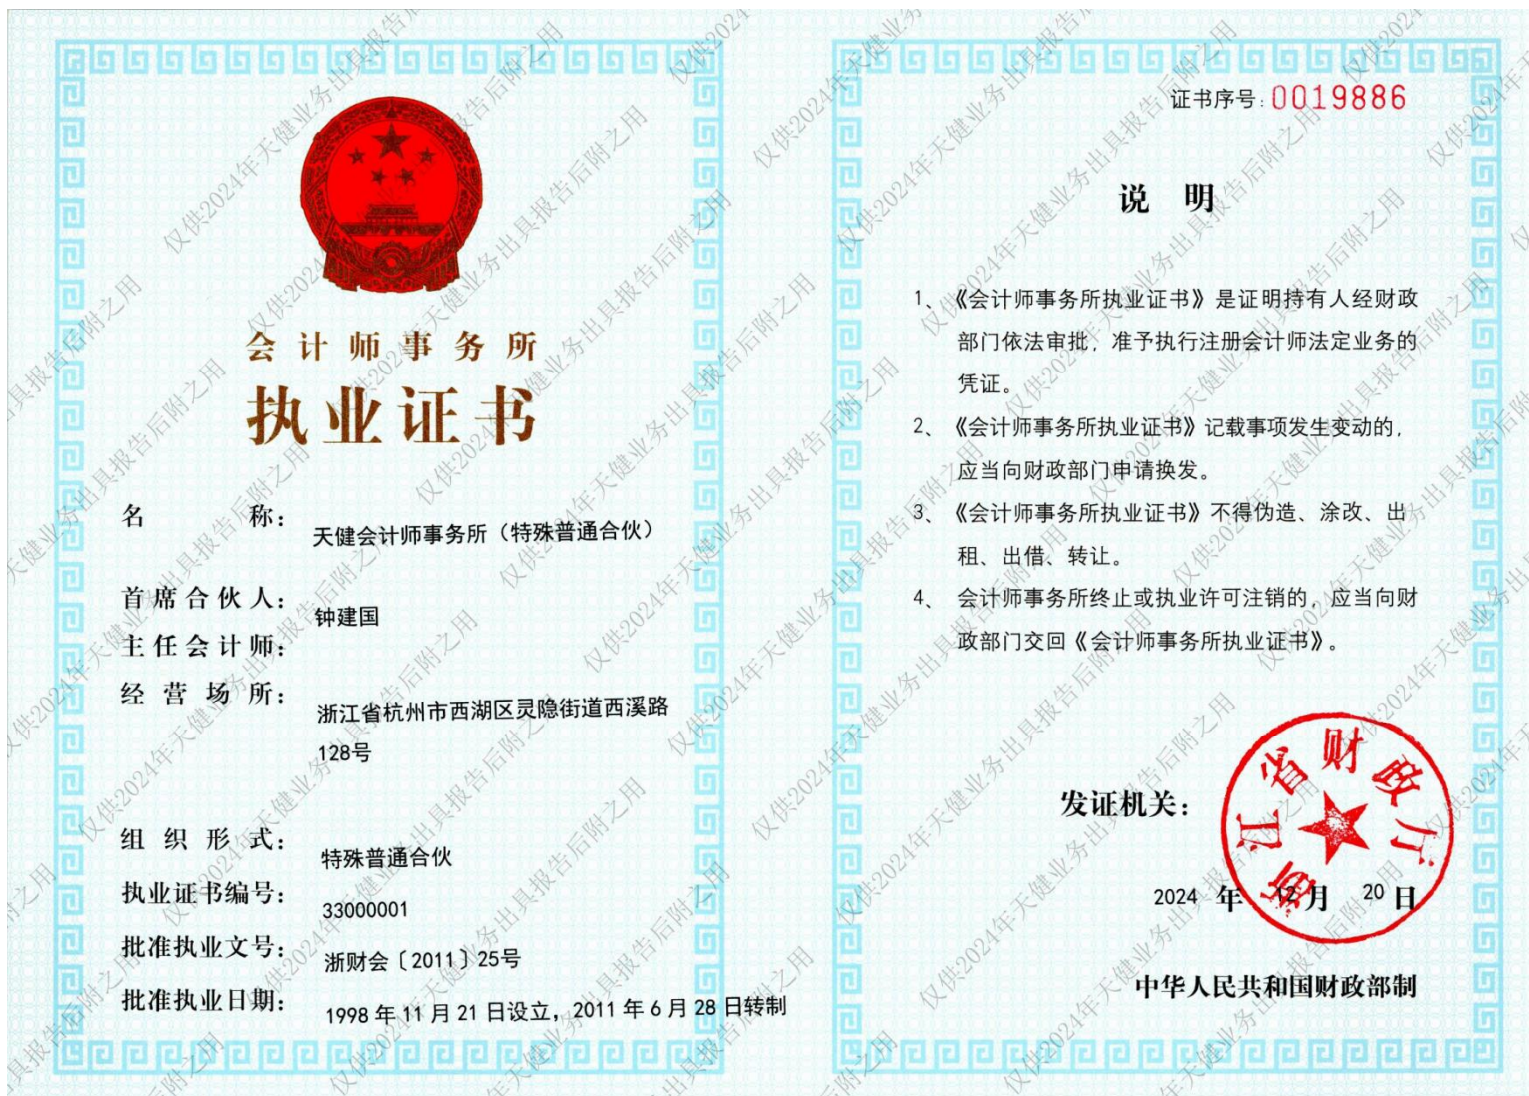 会计师事务所
执业证书
名称：
天健会计师事务所（特殊普通合伙）
首席合伙人：
钟建国
主任会计师：
经营场所：
浙江省杭州市西湖区灵隐街道西溪路
128号
组织形式：
特殊普通合伙
执业证书编号：
33000001
批准执业文号：
浙财会〔2011〕25号
批准执业日期：
1998年11月21日设立，2011年6月28日转制
证书序号：0019886
说明
1、《会计师事务所执业证书》是证明持有人经财政
部门依法审批，准予执行注册会计师法定业务的
凭证。
2、《会计师事务所执业证书》记载事项发生变动的，
应当向财政部门申请换发。
3、《会计师事务所执业证书》不得伪造、涂改、出
租、出借、转让。
4、会计师事务所终止或执业许可注销的，应当向财
政部门交回《会计师事务所执业证书》。
发证机关：
浙江省财政厅
2024年12月20日
中华人民共和国财政部制
仅供2024年天健业务出具报告后附之用